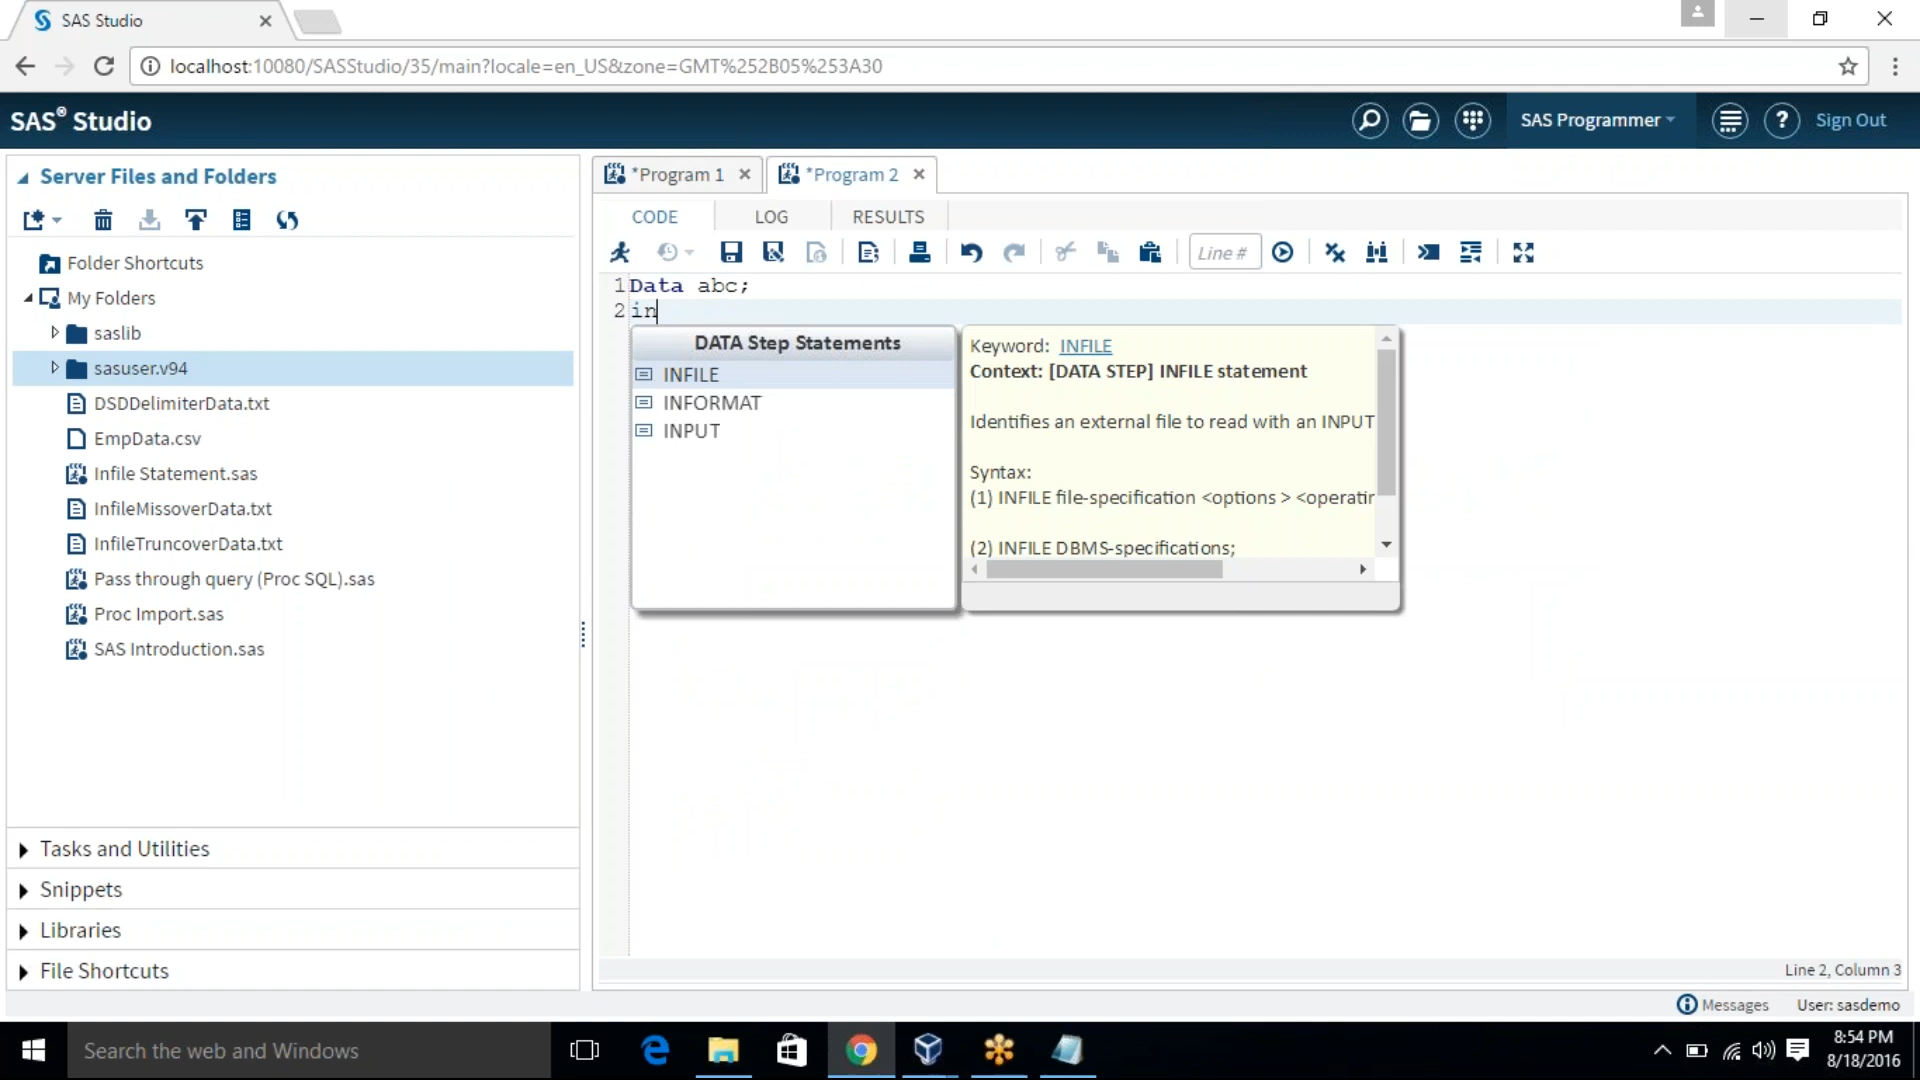 SAS Studio
localhost:10080/SASStudio/35/main?locale=en_US&zone=GMT%252B05%253A30
SAS® Studio
SAS Programmer
?
Sign Out
Server Files and Folders
*Program 1
*Program 2
CODE
LOG
RESULTS
Line #
Folder Shortcuts
My Folders
saslib
sasuser.v94
DSDDelimiterData.txt
EmpData.csv
Infile Statement.sas
InfileMissoverData.txt
InfileTruncoverData.txt
Pass through query (Proc SQL).sas
Proc Import.sas
SAS Introduction.sas
Tasks and Utilities
Snippets
Libraries
File Shortcuts
1 Data abc;
2 in
DATA Step Statements
INFILE
INFORMAT
INPUT
Keyword: INFILE
Context: [DATA STEP] INFILE statement
Identifies an external file to read with an INPUT
Syntax:
(1) INFILE file-specification <options > <operatin
(2) INFILE DBMS-specifications;
Line 2, Column 3
Messages
User: sasdemo
Search the web and Windows
8:54 PM
8/18/2016